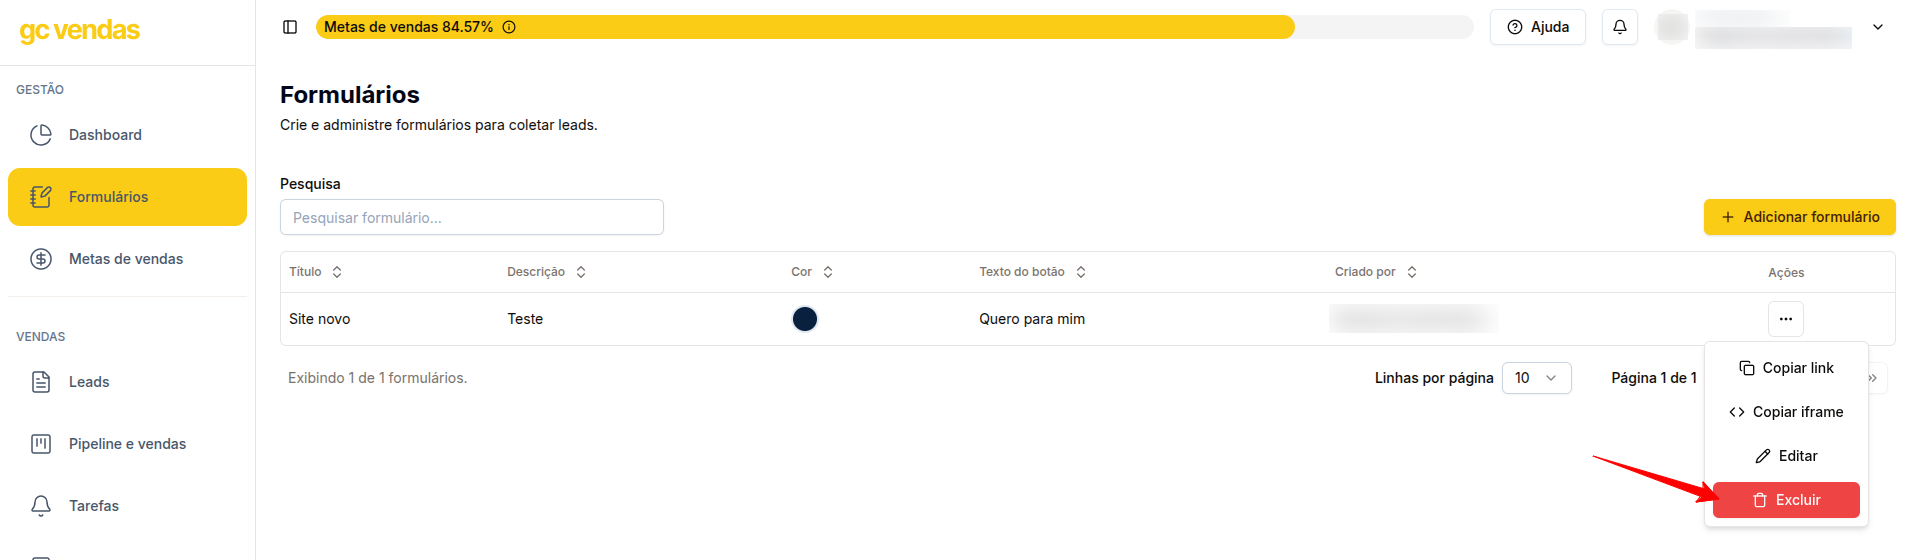 gc vendas
Metas de vendas 84.57%
Ajuda
GESTÃO
Dashboard
Formulários
Metas de vendas
VENDAS
Leads
Pipeline e vendas
Tarefas
Formulários
Crie e administre formulários para coletar leads.
Pesquisa
Pesquisar formulário...
Adicionar formulário
Título Descrição Cor Texto do botão Criado por Ações
Site novo Teste Quero para mim
Exibindo 1 de 1 formulários. Linhas por página 10 Página 1 de 1
Copiar link
Copiar iframe
Editar
Excluir